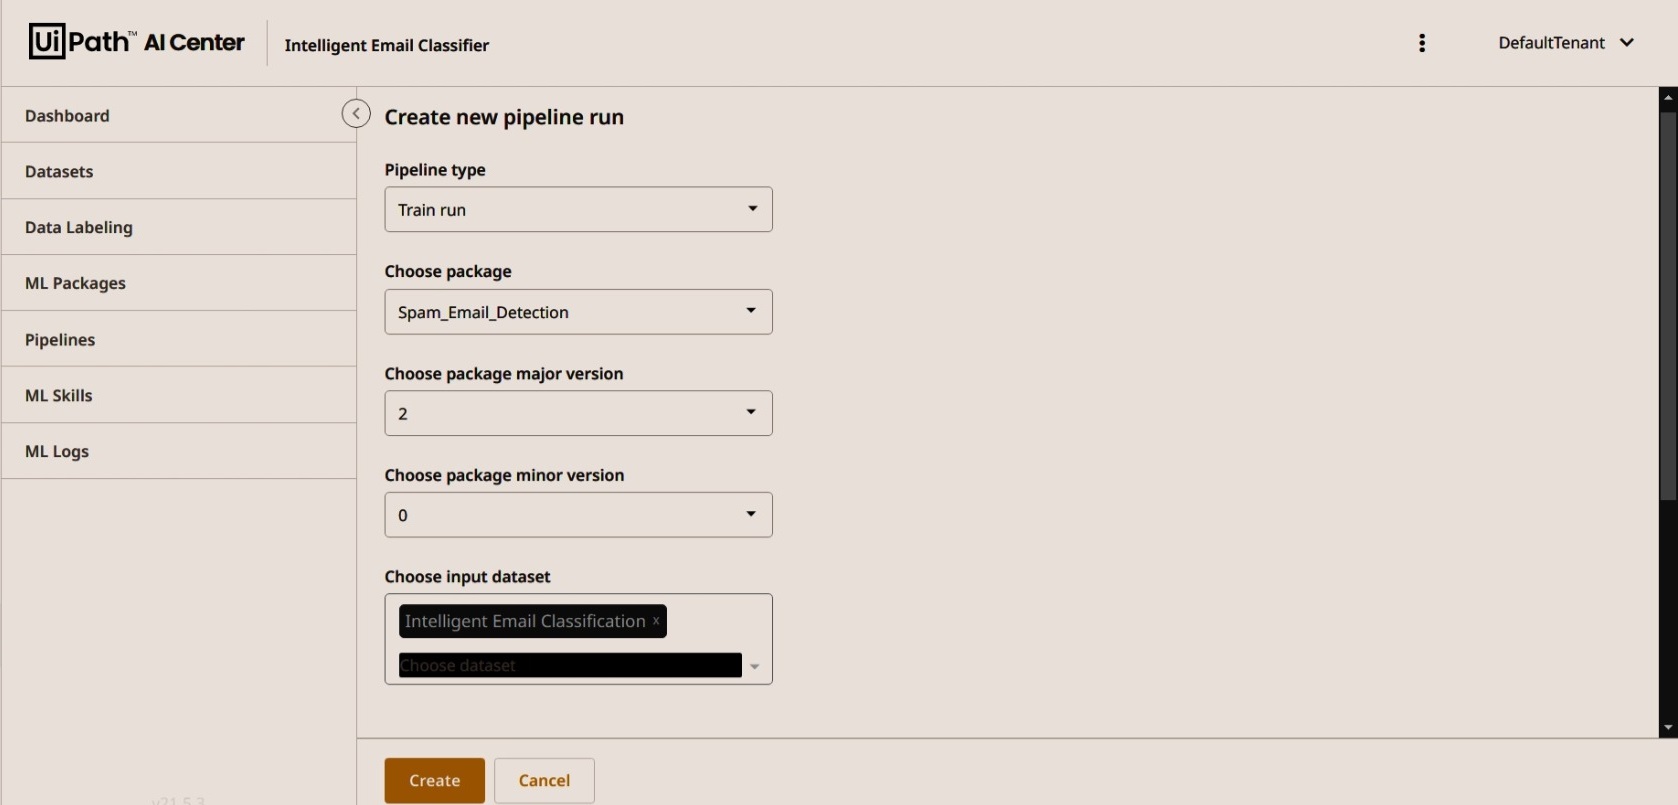 UiPath™ AI Center
Intelligent Email Classifier
DefaultTenant
Dashboard
Datasets
Data Labeling
ML Packages
Pipelines
ML Skills
ML Logs
v21.5.3
Create new pipeline run
Pipeline type
Train run
Choose package
Spam_Email_Detection
Choose package major version
2
Choose package minor version
0
Choose input dataset
Intelligent Email Classification x
Choose dataset
Create
Cancel